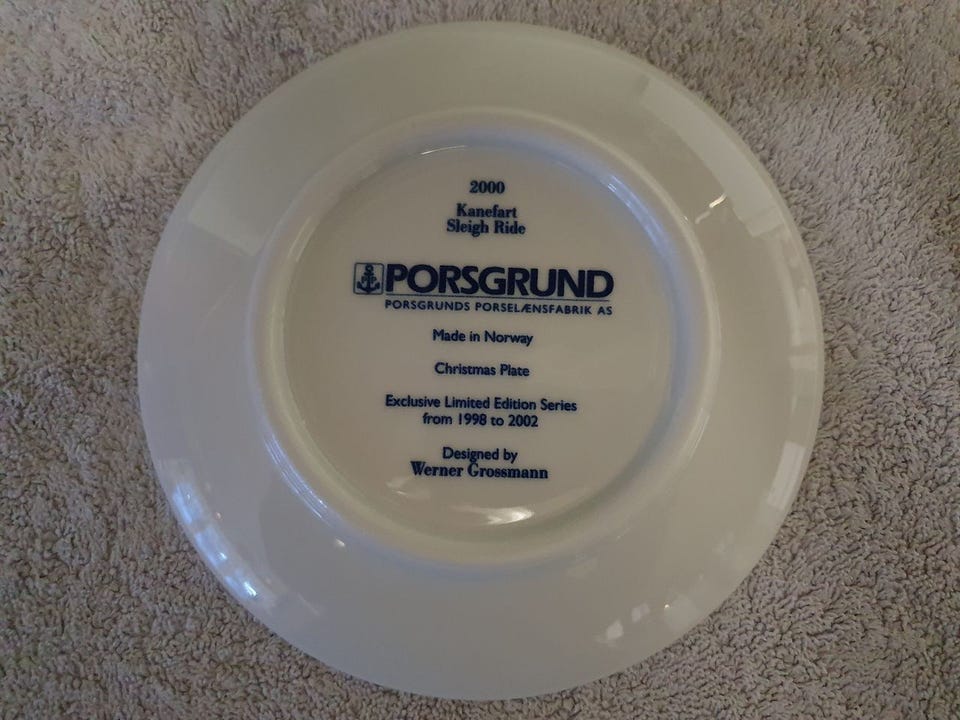 2000
Kanefart
Sleigh Ride
PORSGRUND
PORSGRUNDS PORSELÆNSFABRIK AS
Made in Norway
Christmas Plate
Exclusive Limited Edition Series
from 1998 to 2002
Designed by
Werner Grossmann